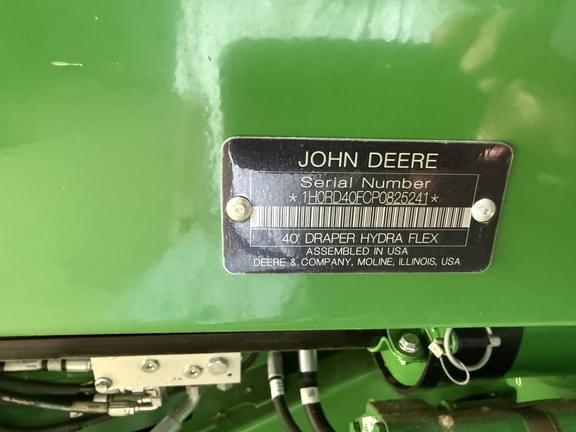 JOHN DEERE
Serial Number
*1H0RD40FCP0825241*
40' DRAPER HYDRA FLEX
ASSEMBLED IN USA
DEERE & COMPANY, MOLINE, ILLINOIS, USA